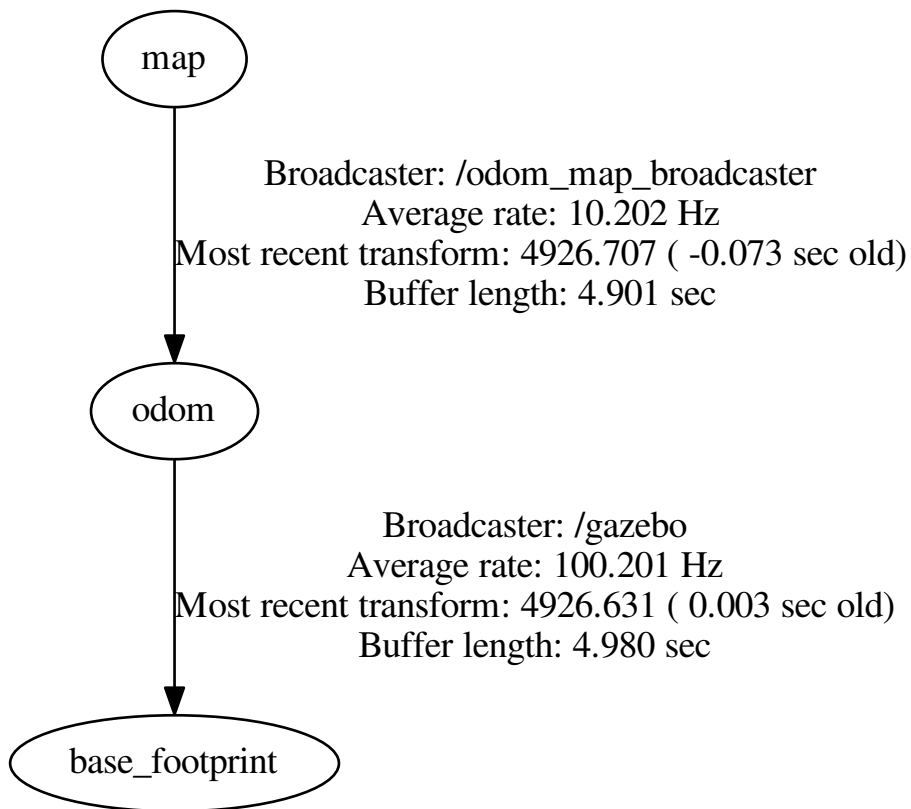 map
Broadcaster: /odom_map_broadcaster
Average rate: 10.202 Hz
Most recent transform: 4926.707 ( -0.073 sec old)
Buffer length: 4.901 sec
odom
Broadcaster: /gazebo
Average rate: 100.201 Hz
Most recent transform: 4926.631 ( 0.003 sec old)
Buffer length: 4.980 sec
base_footprint